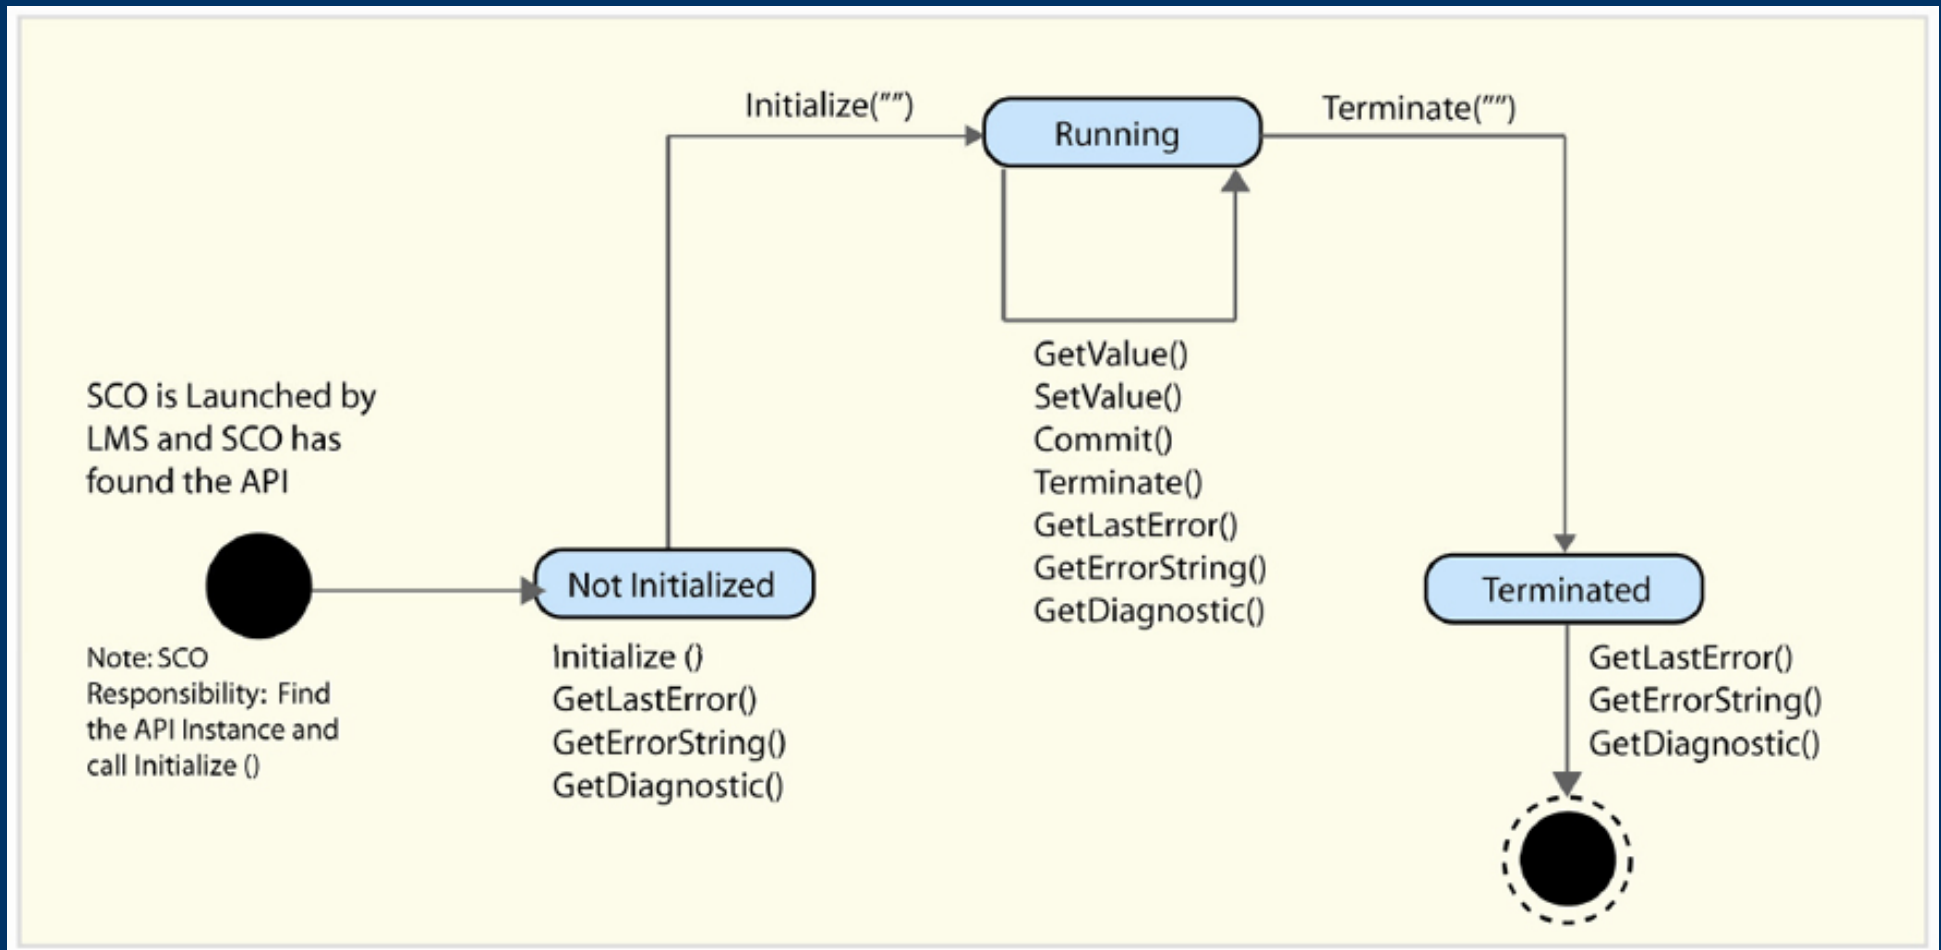 Initialize("")
Running
Terminate("")
GetValue()
SetValue()
Commit()
Terminate()
GetLastError()
GetErrorString()
GetDiagnostic()
SCO is Launched by
LMS and SCO has
found the API
Not Initialized
Terminated
Note: SCO
Responsibility: Find
the API Instance and
call Initialize ()
Initialize ()
GetLastError()
GetErrorString()
GetDiagnostic()
GetLastError()
GetErrorString()
GetDiagnostic()